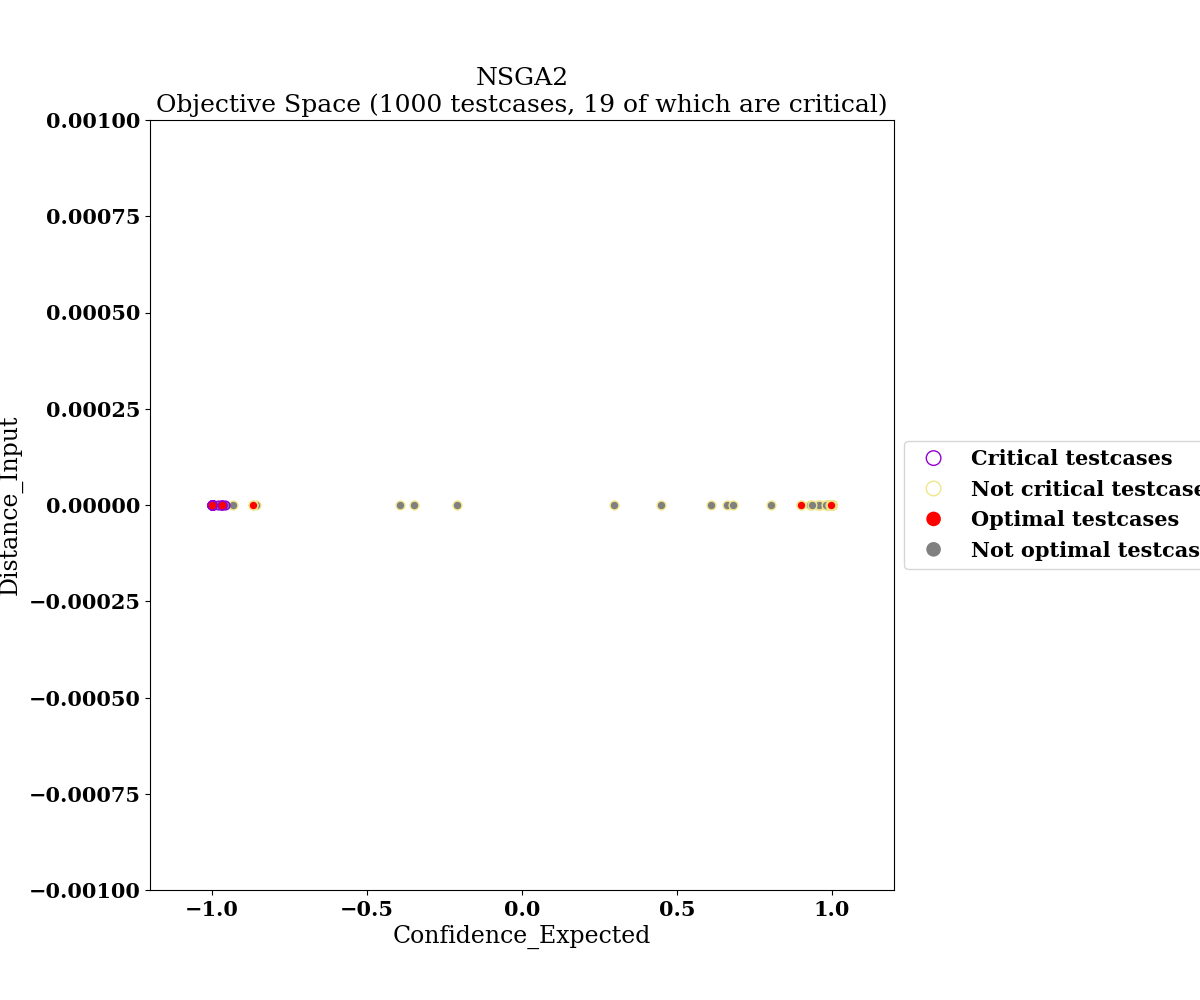 NSGA2
Objective Space (1000 testcases, 19 of which are critical)
0.00100
0.00075
0.00050
0.00025
0.00000
−0.00025
−0.00050
−0.00075
−0.00100
Distance_Input
−1.0 −0.5 0.0 0.5 1.0
Confidence_Expected
Critical testcases
Not critical testcase
Optimal testcases
Not optimal testcas